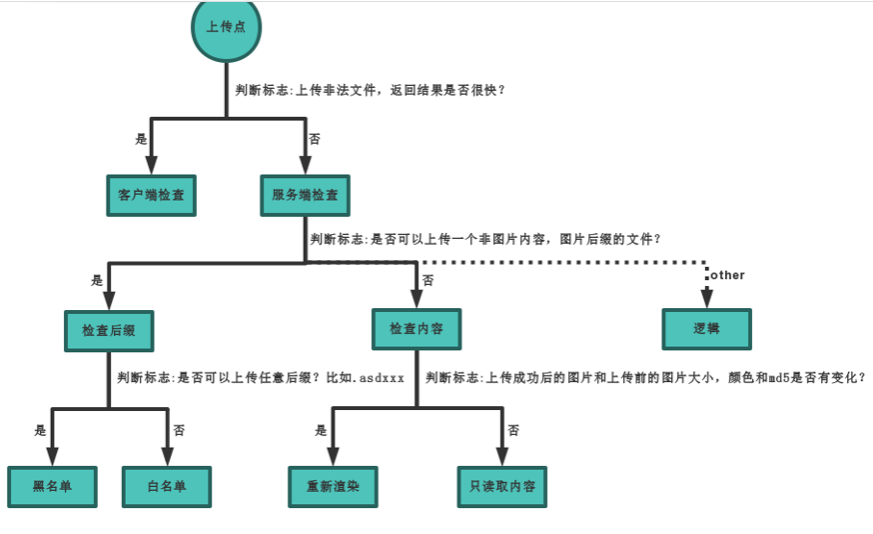 上传点
判断标志:上传非法文件，返回结果是否很快？
是
否
客户端检查
服务端检查
判断标志:是否可以上传一个非图片内容，图片后缀的文件？
是
否
other
检查后缀
检查内容
逻辑
判断标志:是否可以上传任意后缀？比如.asdxxx
判断标志:上传成功后的图片和上传前的图片大小，颜色和md5是否有变化？
是
否
是
否
黑名单
白名单
重新渲染
只读取内容